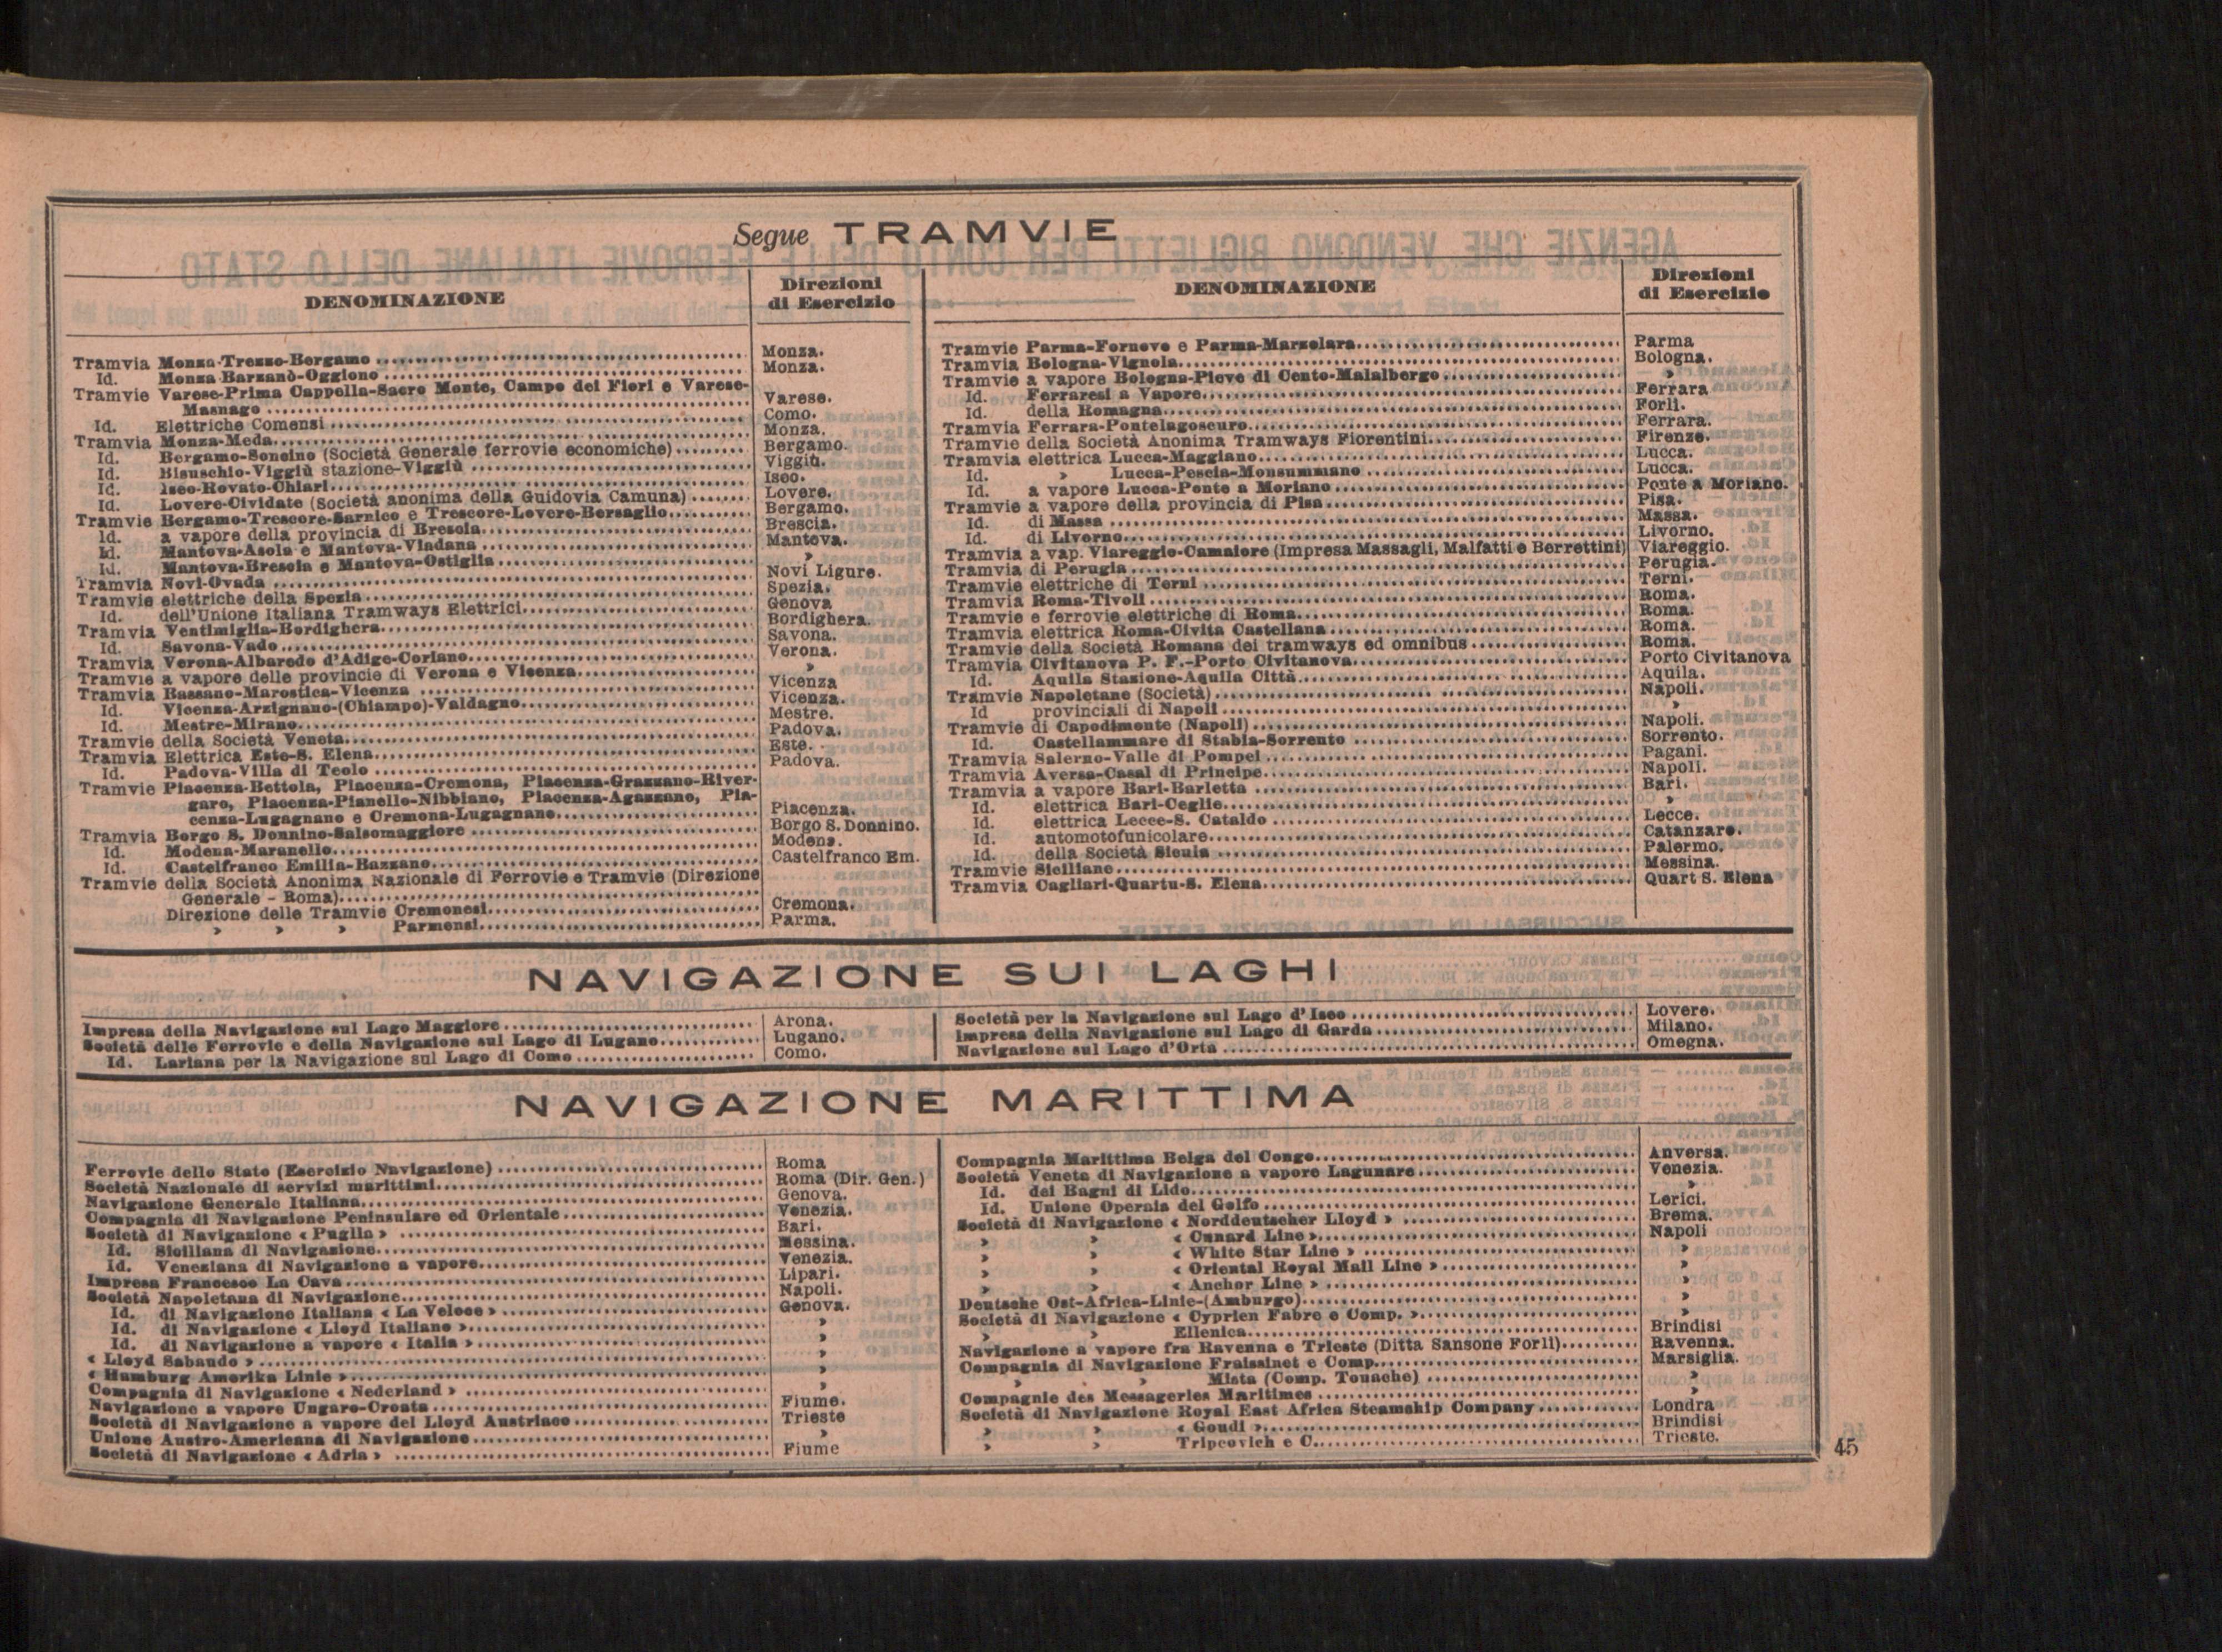 Segue TRAMVIE
DENOMINAZIONE
Direzioni
di Esercizio
Tramvia Monza-Trezzo-Bergamo Monza.
Id. Monza Barzanò-Oggiono Monza.
Tramvie Varese-Prima Cappella-Sacro Monte, Campo dei Fiori e Varese-
Masnago Varese.
Id. Elettriche Comensi Como.
Tramvia Monza-Meda Monza.
Id. Bergamo-Soncino (Società Generale ferrovie economiche) Bergamo.
Id. Bisuschio-Viggiù stazione-Viggiù Viggiù.
Id. Iseo-Rovato-Chiari Iseo.
Id. Lovere-Cividate (Società anonima della Guidovia Camuna) Lovere.
Tramvie Bergamo-Trescore-Sarnico e Trescore-Lovere-Bersaglio Bergamo.
Id. a vapore della provincia di Brescia Brescia.
Id. Mantova-Asola e Mantova-Viadana Mantova.
Id. Mantova-Brescia e Mantova-Ostiglia »
Tramvia Novi-Ovada Novi Ligure.
Tramvie elettriche della Spezia Spezia.
Id. dell'Unione Italiana Tramways Elettrici Genova
Tramvia Ventimiglia-Bordighera Bordighera.
Id. Savona-Vado Savona.
Tramvia Verona-Albaredo d'Adige-Coriano Verona.
Tramvie a vapore delle provincie di Verona e Vicenza »
Tramvia Bassano-Marostica-Vicenza Vicenza
Id. Vicenza-Arzignano-(Chiampo)-Valdagno Vicenza.
Id. Mestre-Mirano Mestre.
Tramvie della Società Veneta Padova.
Tramvia Elettrica Este-S. Elena Este.
Id. Padova-Villa di Teolo Padova.
Tramvie Piacenza-Bettola, Piacenza-Cremona, Piacenza-Grazzano-River-
garo, Piacenza-Pianello-Nibbiano, Piacenza-Agazzano, Pia-
cenza-Lugagnano e Cremona-Lugagnano Piacenza.
Tramvia Borgo S. Donnino-Salsomaggiore Borgo S. Donnino.
Id. Modena-Maranello Modena.
Id. Castelfranco Emilia-Bazzano Castelfranco Em.
Tramvie della Società Anonima Nazionale di Ferrovie e Tramvie (Direzione
Generale - Roma)
Direzione delle Tramvie Cremonesi Cremona.
» » » Parmensi Parma.
DENOMINAZIONE
Direzioni
di Esercizio
Tramvie Parma-Fornovo e Parma-Marzolara Parma
Tramvia Bologna-Vignola Bologna.
Tramvie a vapore Bologna-Pieve di Cento-Malalbergo »
Id. Ferraresi a Vapore Ferrara
Id. della Romagna Forlì.
Tramvia Ferrara-Pontelagoscuro Ferrara.
Tramvie della Società Anonima Tramways Fiorentini Firenze.
Tramvia elettrica Lucca-Maggiano Lucca.
Id. » Lucca-Pescia-Monsummano Lucca.
Id. a vapore Lucca-Ponte a Moriano Ponte a Moriano.
Tramvie a vapore della provincia di Pisa Pisa.
Id. di Massa Massa.
Id. di Livorno Livorno.
Tramvia a vap. Viareggio-Camaiore (Impresa Massagli, Malfatti e Berrettini) Viareggio.
Tramvia di Perugia Perugia.
Tramvie elettriche di Terni Terni.
Tramvia Roma-Tivoli Roma.
Tramvie e ferrovie elettriche di Roma Roma.
Tramvia elettrica Roma-Civita Castellana Roma.
Tramvie della Società Romana dei tramways ed omnibus Roma.
Tramvia Civitanova P. F.-Porto Civitanova Porto Civitanova
Id. Aquila Stazione-Aquila Città Aquila.
Tramvie Napoletane (Società) Napoli.
Id provinciali di Napoli »
Tramvie di Capodimonte (Napoli) Napoli.
Id. Castellammare di Stabia-Sorrento Sorrento.
Tramvia Salerno-Valle di Pompei Pagani.
Tramvia Aversa-Casal di Principe Napoli.
Tramvia a vapore Bari-Barletta Bari.
Id. elettrica Bari-Ceglie »
Id. elettrica Lecce-S. Cataldo Lecce.
Id. automotofunicolare Catanzaro.
Id. della Società Sicula Palermo.
Tramvie Siciliane Messina.
Tramvia Cagliari-Quartu-S. Elena Quart S. Elena
NAVIGAZIONE SUI LAGHI
Impresa della Navigazione sul Lago Maggiore Arona.
Società delle Ferrovie e della Navigazione sul Lago di Lugano Lugano.
Id. Lariana per la Navigazione sul Lago di Como Como.
Società per la Navigazione sul Lago d'Iseo Lovere.
Impresa della Navigazione sul Lago di Garda Milano.
Navigazione sul Lago d'Orta Omegna.
NAVIGAZIONE MARITTIMA
Ferrovie dello Stato (Esercizio Navigazione) Roma
Società Nazionale di servizi marittimi Roma (Dir. Gen.)
Navigazione Generale Italiana Genova.
Compagnia di Navigazione Peninsulare ed Orientale Venezia.
Società di Navigazione « Puglia » Bari.
Id. Siciliana di Navigazione Messina.
Id. Veneziana di Navigazione a vapore Venezia.
Impresa Francesco La Cava Lipari.
Società Napoletana di Navigazione Napoli.
Id. di Navigazione Italiana « La Veloce » Genova.
Id. di Navigazione « Lloyd Italiano » »
Id. di Navigazione a vapore « Italia » »
« Lloyd Sabaudo » »
« Hamburg Amerika Linie » »
Compagnia di Navigazione « Nederland » »
Navigazione a vapore Ungaro-Croata Fiume.
Società di Navigazione a vapore del Lloyd Austriaco Trieste
Unione Austro-Americana di Navigazione »
Società di Navigazione « Adria » Fiume
Compagnia Marittima Belga del Congo Anversa.
Società Veneta di Navigazione a vapore Lagunare Venezia.
Id. dei Bagni di Lido »
Id. Unione Operaia del Golfo Lerici.
Società di Navigazione « Norddeutscher Lloyd » Brema.
» » « Cunard Line » Napoli
» » « White Star Line » »
» » « Oriental Royal Mail Line » »
» » « Anchor Line » »
Deutsche Ost-Africa-Linie-(Amburgo) »
Società di Navigazione « Cyprien Fabre e Comp. » »
» » Ellenica Brindisi
Navigazione a vapore fra Ravenna e Trieste (Ditta Sansone Forlì) Ravenna.
Compagnia di Navigazione Fraissinet e Comp. Marsiglia.
» » Mista (Comp. Touache) »
Compagnie des Messageries Maritimes »
Società di Navigazione Royal East Africa Steamship Company Londra
» » « Goudi » Brindisi
» » Tripcovich e C. Trieste.
45